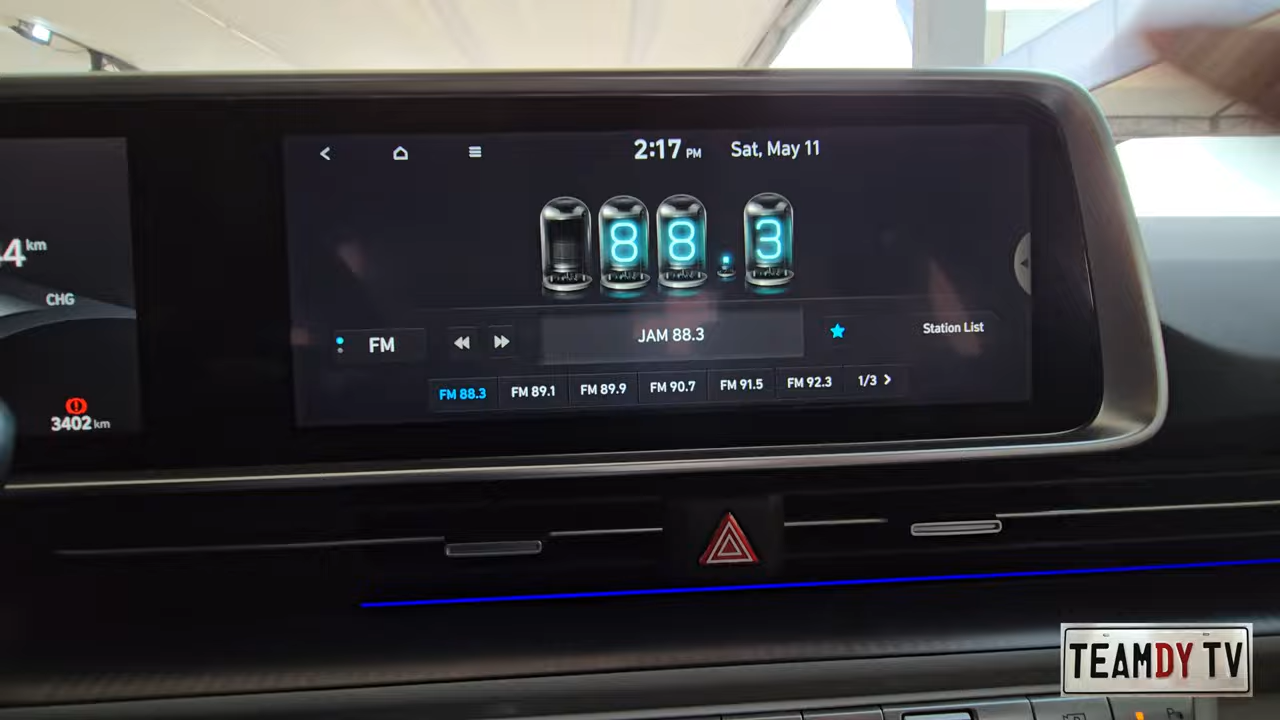 2:17 PM Sat, May 11
4 km
88.3
CHG
FM
JAM 88.3
Station List
FM 88.3 FM 89.1 FM 89.9 FM 90.7 FM 91.5 FM 92.3 1/3
3402 km
TEAMDY TV